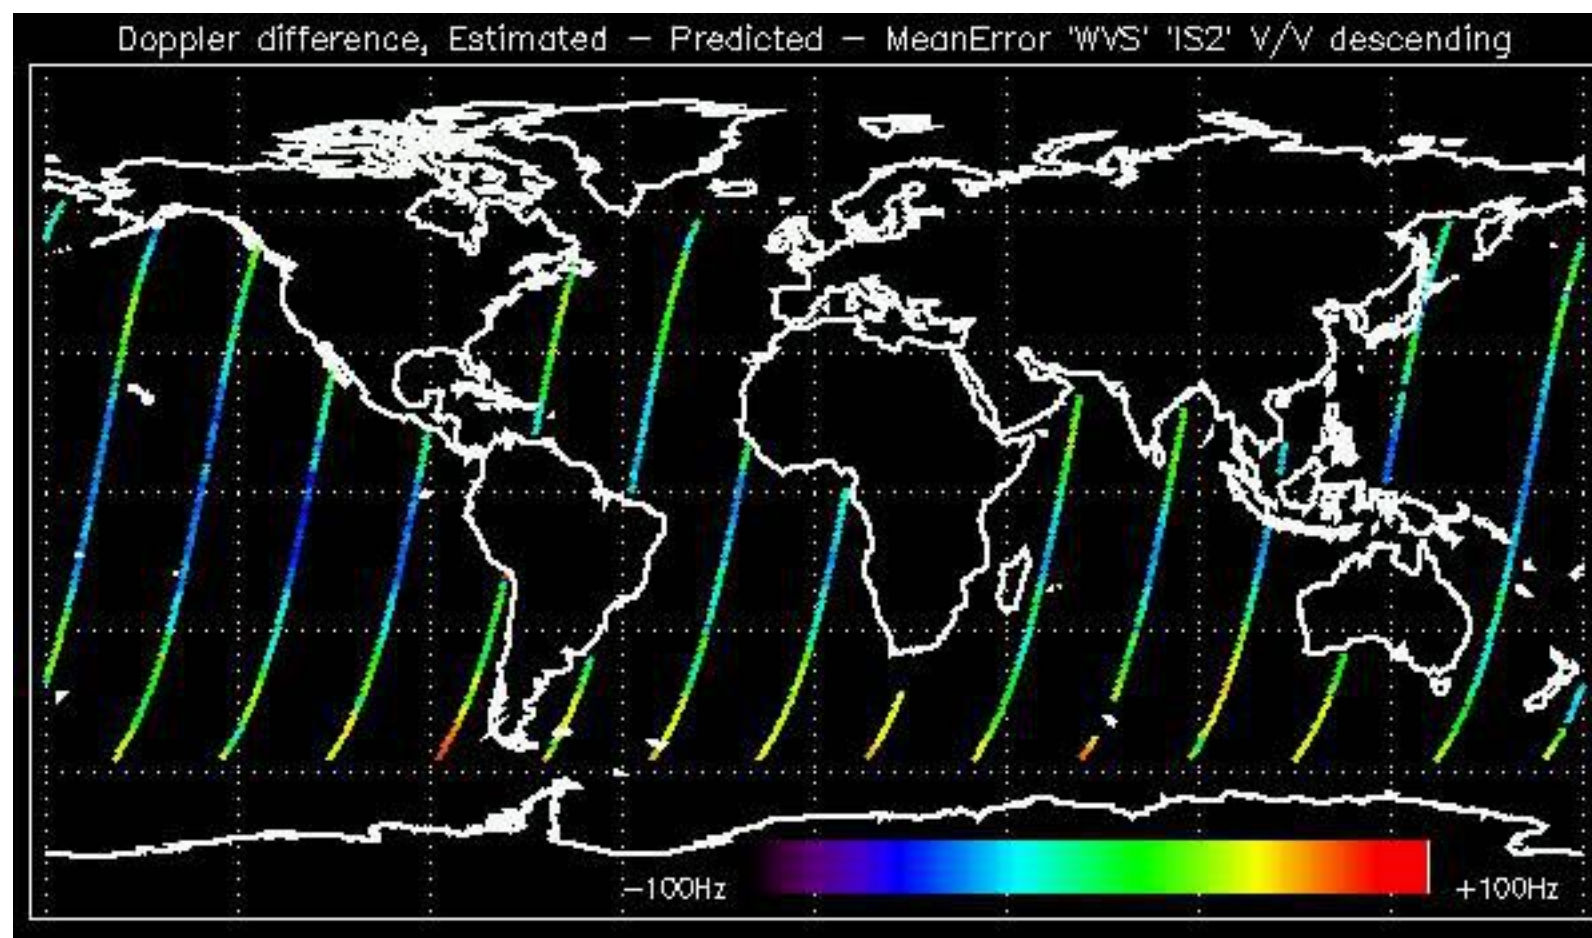 Doppler difference, Estimated – Predicted – MeanError 'WVS' 'IS2' V/V descending
–100Hz
+100Hz